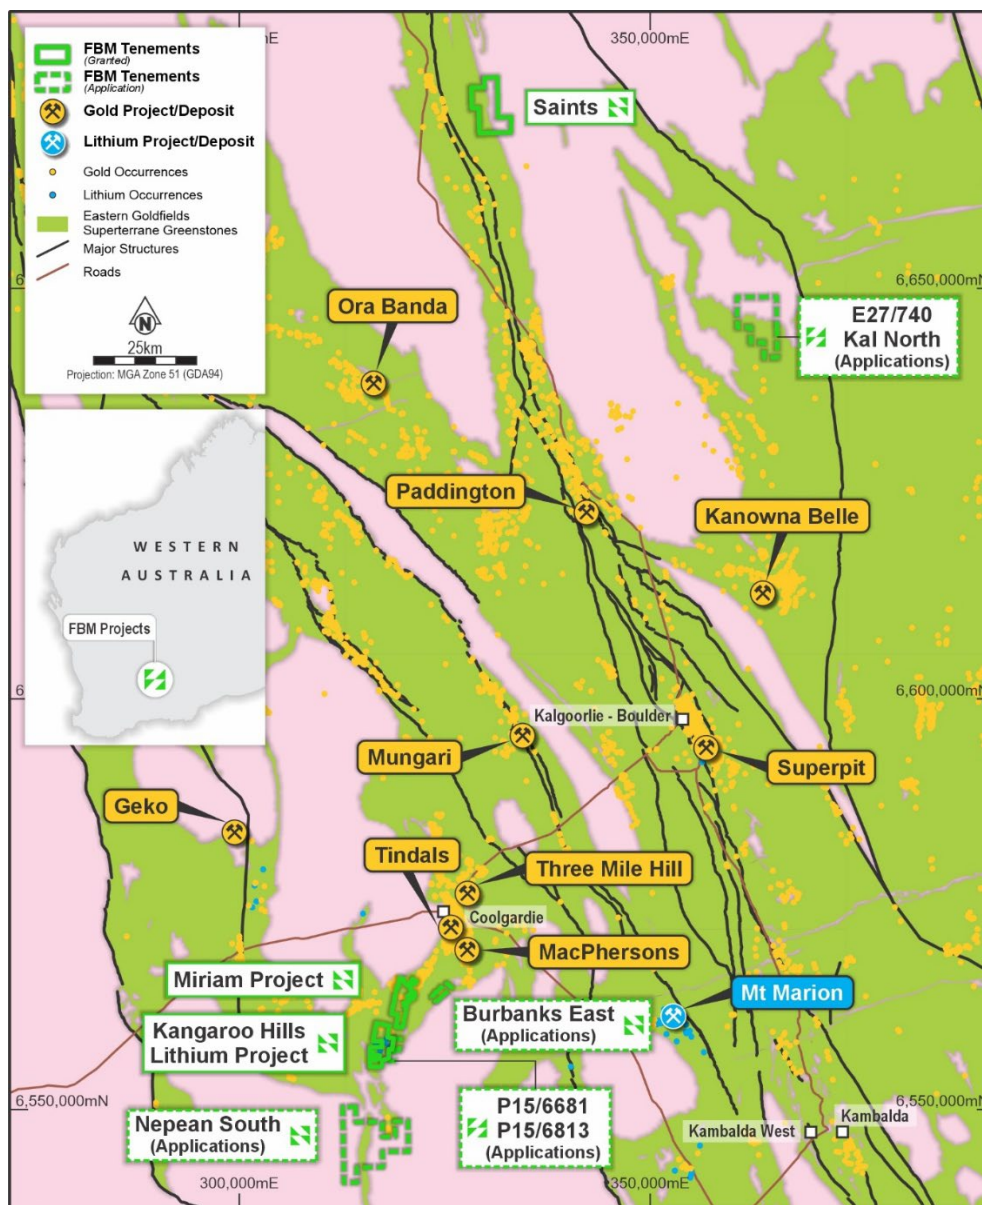 FBM Tenements
(Granted)
FBM Tenements
(Application)
Gold Project/Deposit
Lithium Project/Deposit
Gold Occurrences
Lithium Occurrences
Eastern Goldfields
Superterrane Greenstones
Major Structures
Roads
N
25km
Projection: MGA Zone 51 (GDA94)
350,000mE
Saints
6,650,000mN
E27/740
Kal North
(Applications)
Ora Banda
Paddington
Kanowna Belle
WESTERN
AUSTRALIA
FBM Projects
6,600,000mN
Kalgoorlie - Boulder
Mungari
Superpit
Geko
Tindals
Three Mile Hill
Coolgardie
MacPhersons
Miriam Project
Mt Marion
Burbanks East
(Applications)
Kangaroo Hills
Lithium Project
6,550,000mN
6,550,000mN
P15/6681
P15/6813
(Applications)
Nepean South
(Applications)
Kambalda West
Kambalda
300,000mE
350,000mE